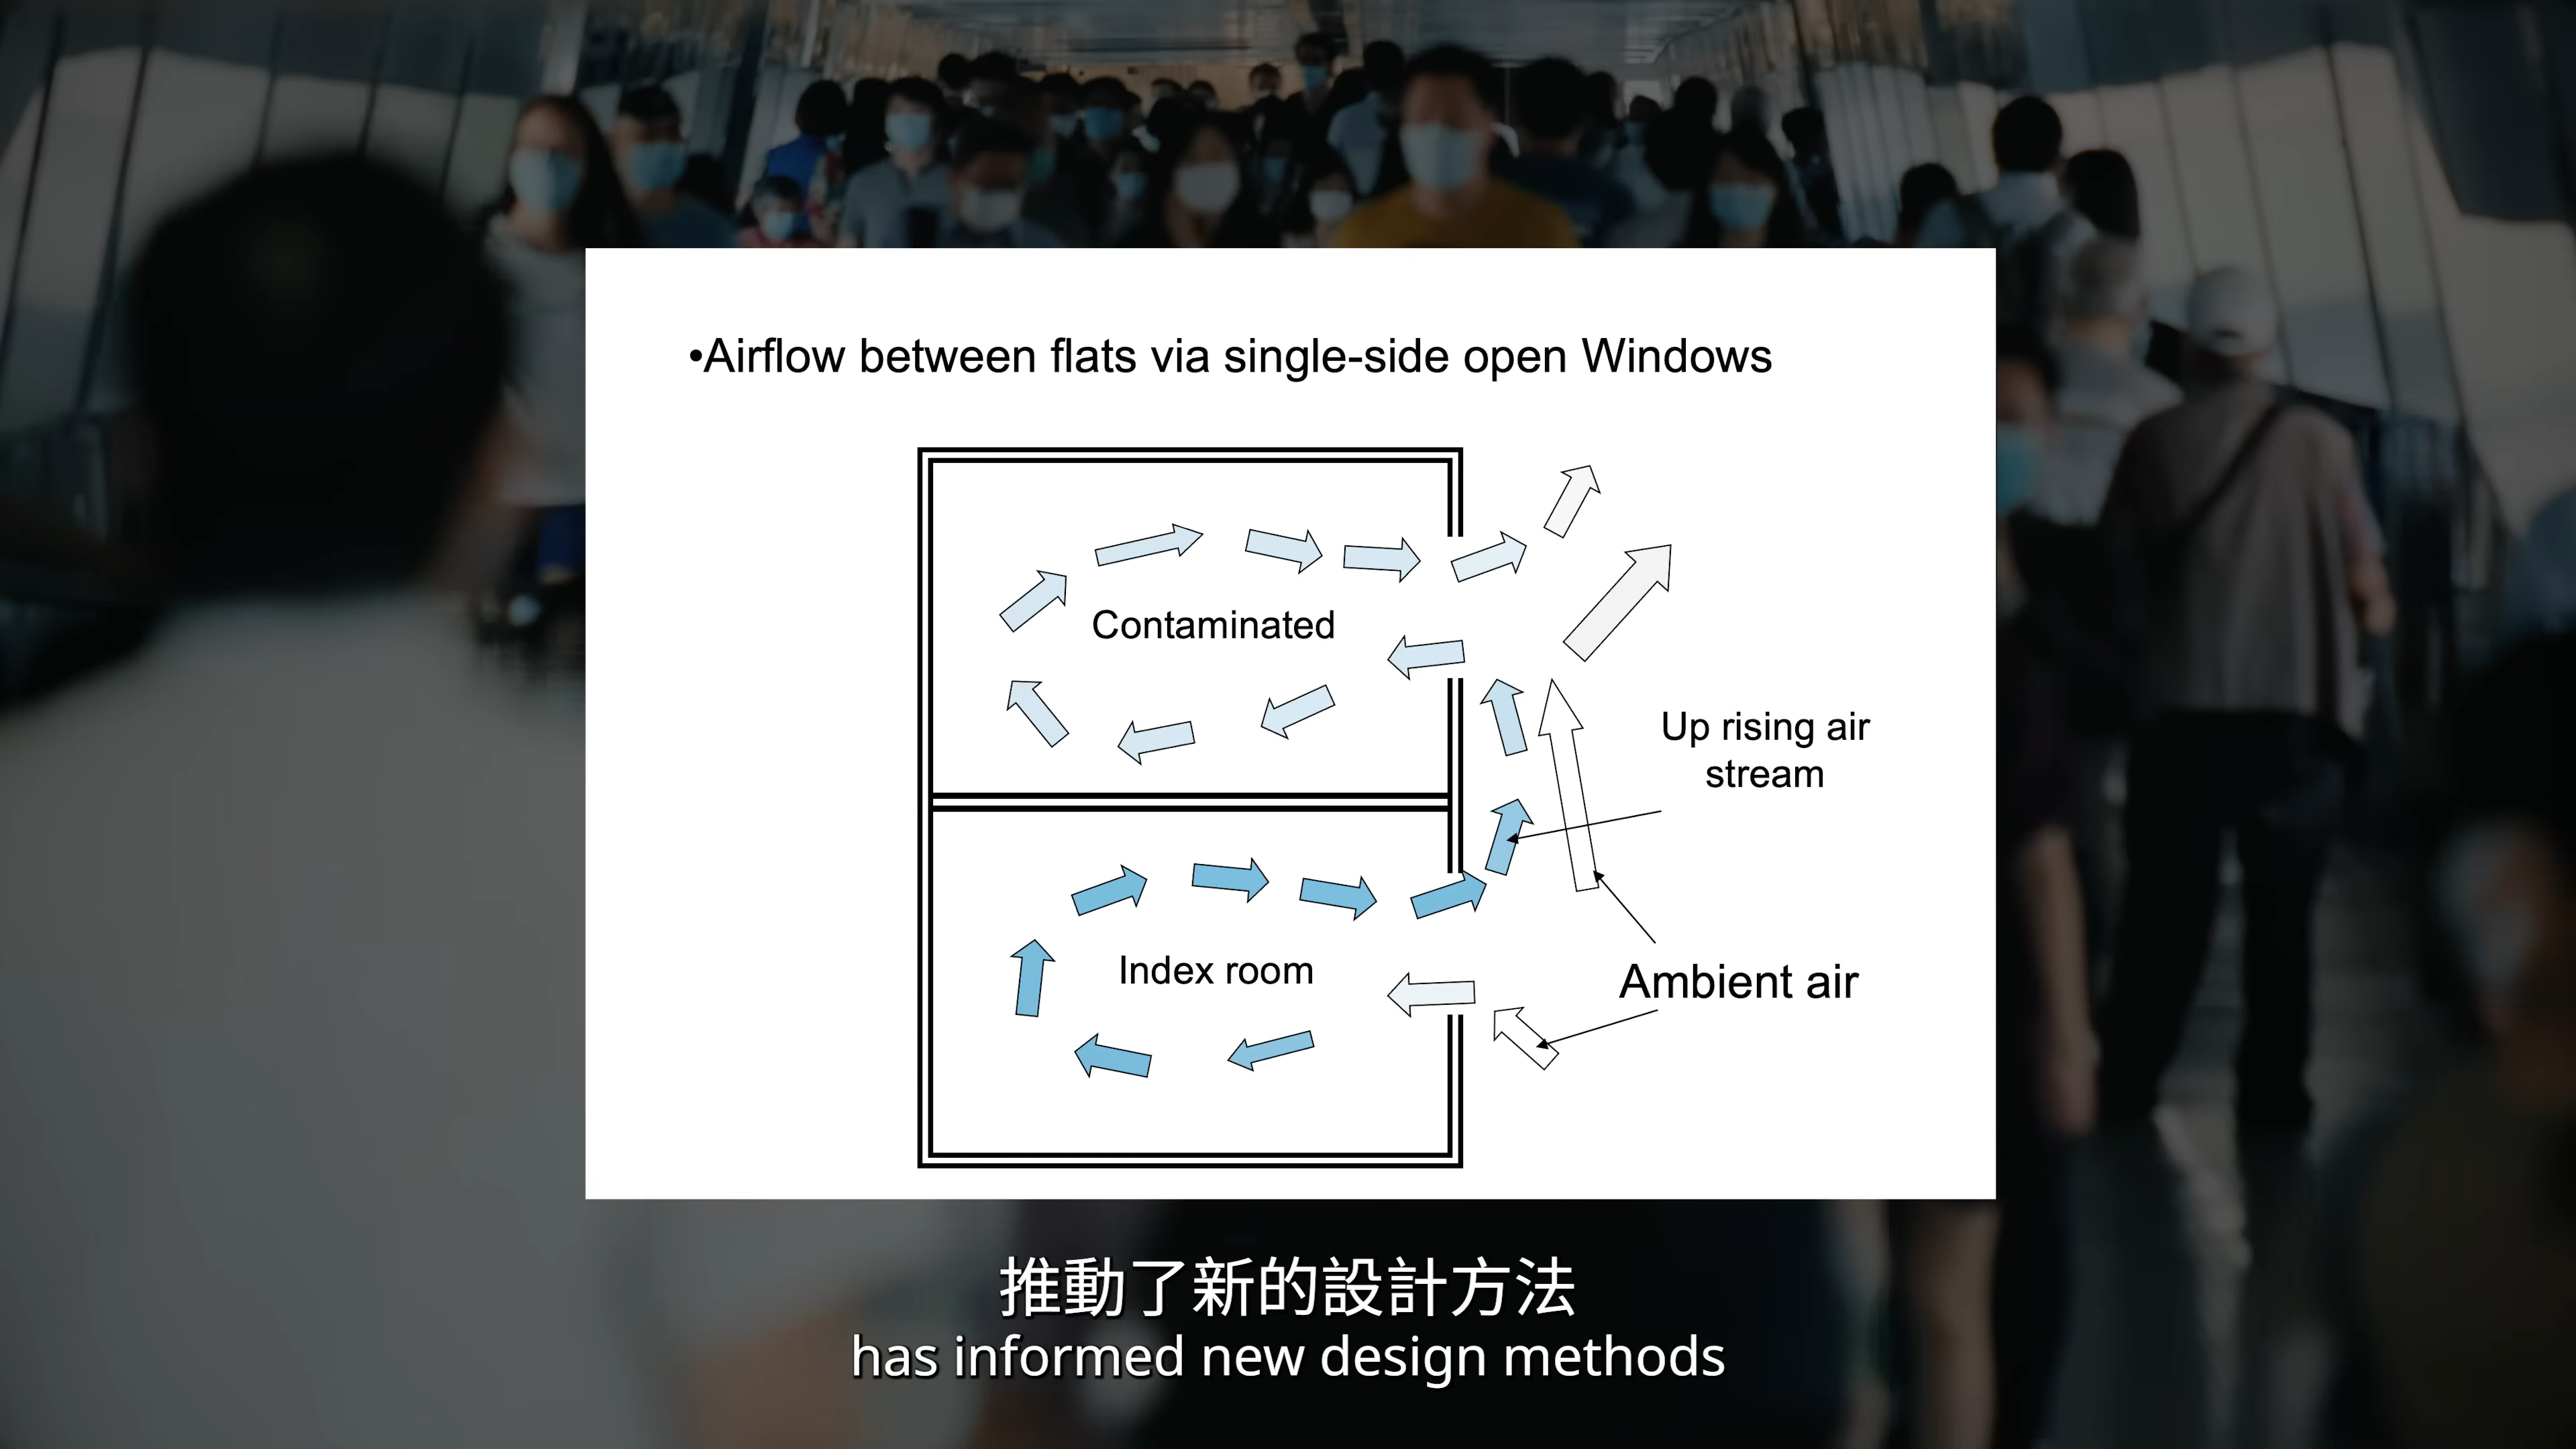 •Airflow between flats via single-side open Windows
Contaminated
Up rising air
stream
Index room
Ambient air
推動了新的設計方法
has informed new design methods